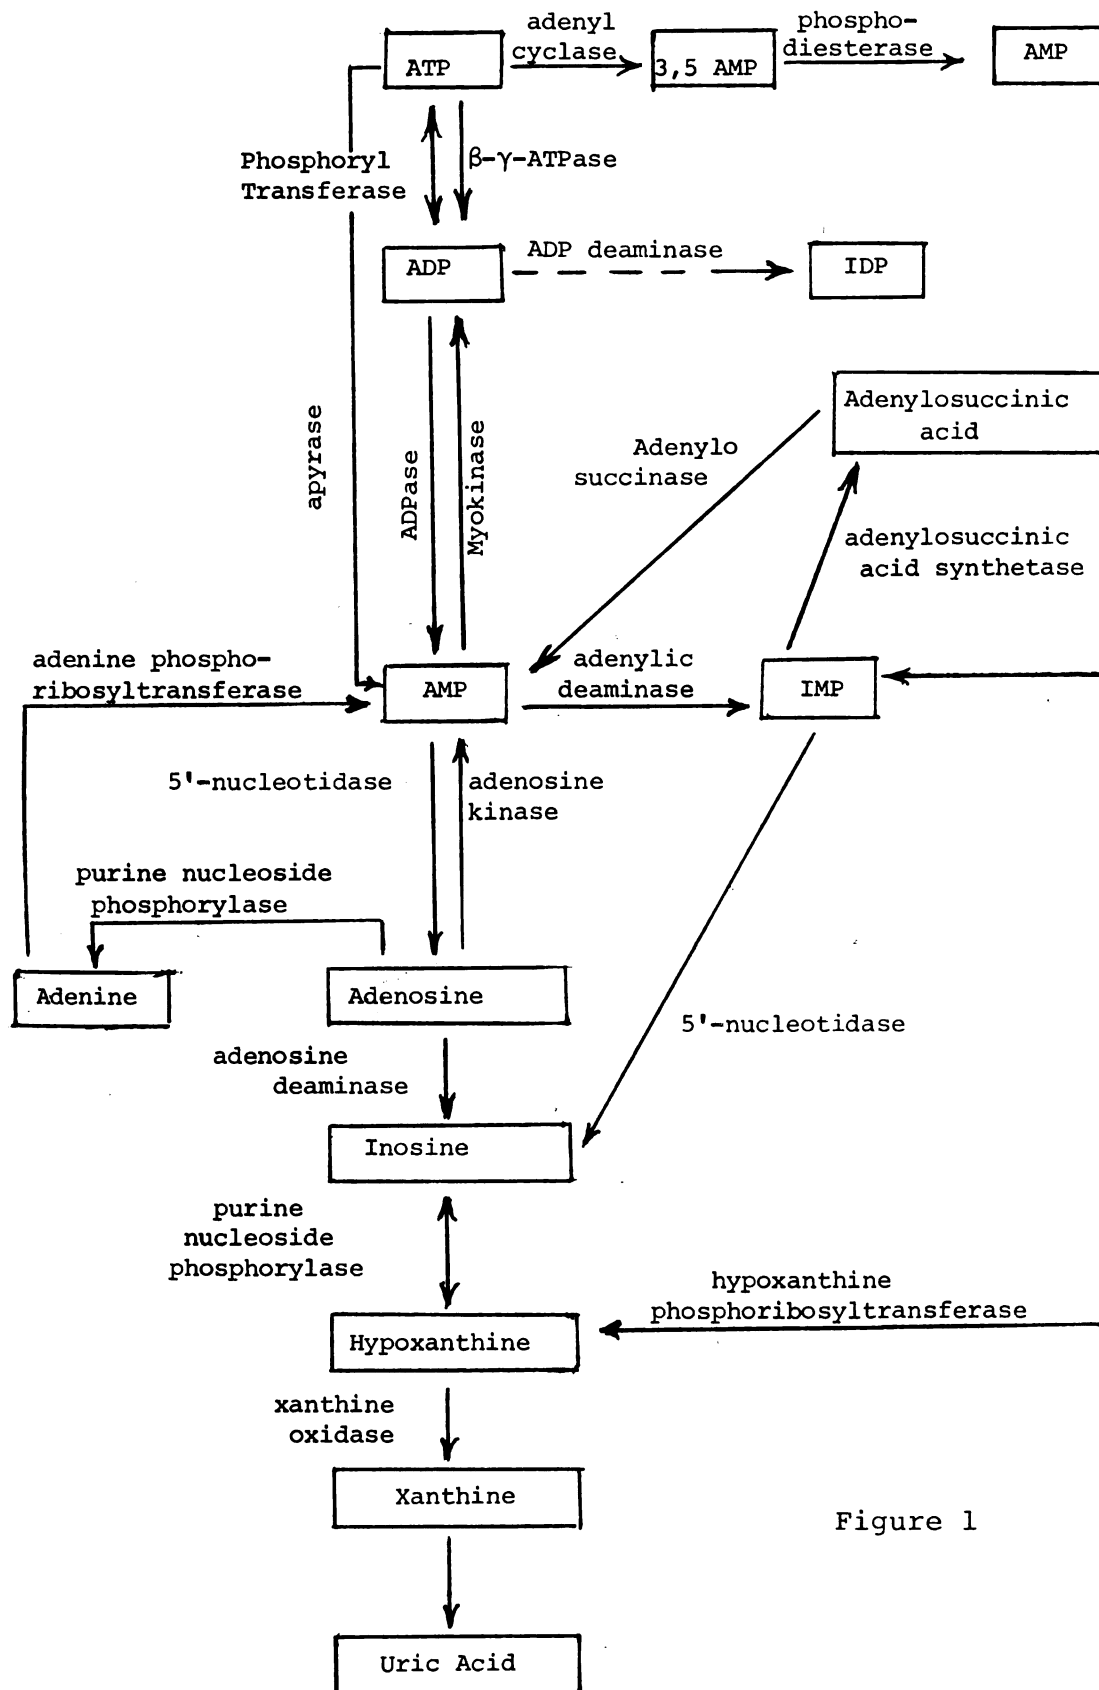 adenyl
cyclase
phospho-
diesterase
ATP
3,5 AMP
AMP
Phosphoryl
Transferase
β-γ-ATPase
ADP
ADP deaminase
IDP
apyrase
ADPase
Myokinase
Adenylo
succinase
Adenylosuccinic
acid
adenylosuccinic
acid synthetase
adenine phospho-
ribosyltransferase
AMP
adenylic
deaminase
IMP
5'-nucleotidase
adenosine
kinase
purine nucleoside
phosphorylase
Adenine
Adenosine
5'-nucleotidase
adenosine
deaminase
Inosine
purine
nucleoside
phosphorylase
hypoxanthine
phosphoribosyltransferase
Hypoxanthine
xanthine
oxidase
Xanthine
Figure 1
Uric Acid